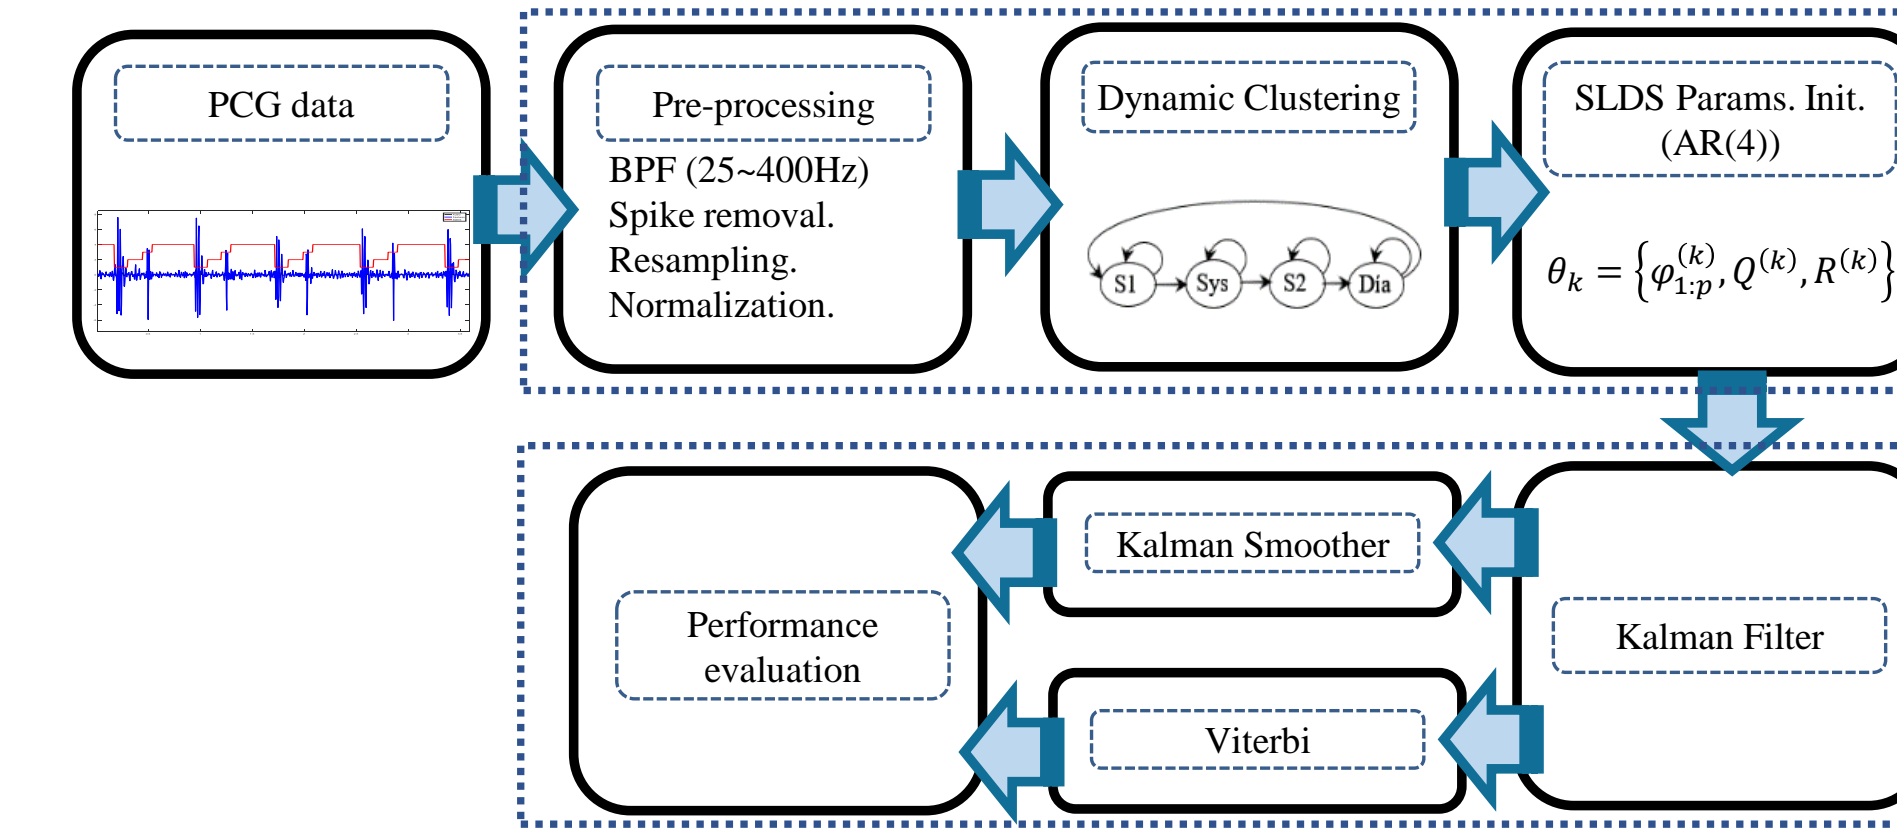 PCG data
Pre-processing
BPF (25~400Hz)
Spike removal.
Resampling.
Normalization.
Dynamic Clustering
S1 Sys S2 Dia
SLDS Params. Init.
(AR(4))
θₖ = {φ₁:ₚ⁽ᵏ⁾, Q⁽ᵏ⁾, R⁽ᵏ⁾}
Performance
evaluation
Kalman Smoother
Viterbi
Kalman Filter